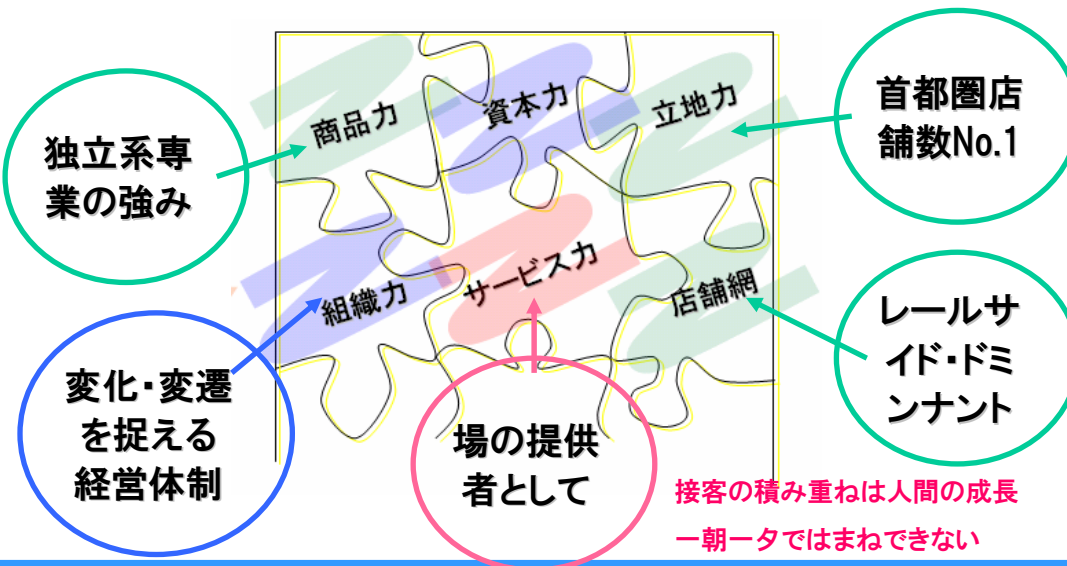 商品力
資本力
立地力
首都圏店
舗数No.1
独立系専
業の強み
組織力
サービス力
店舗網
レールサ
イド・ドミ
ンナント
変化・変遷
を捉える
経営体制
場の提供
者として
接客の積み重ねは人間の成長
一朝一タではまねできない